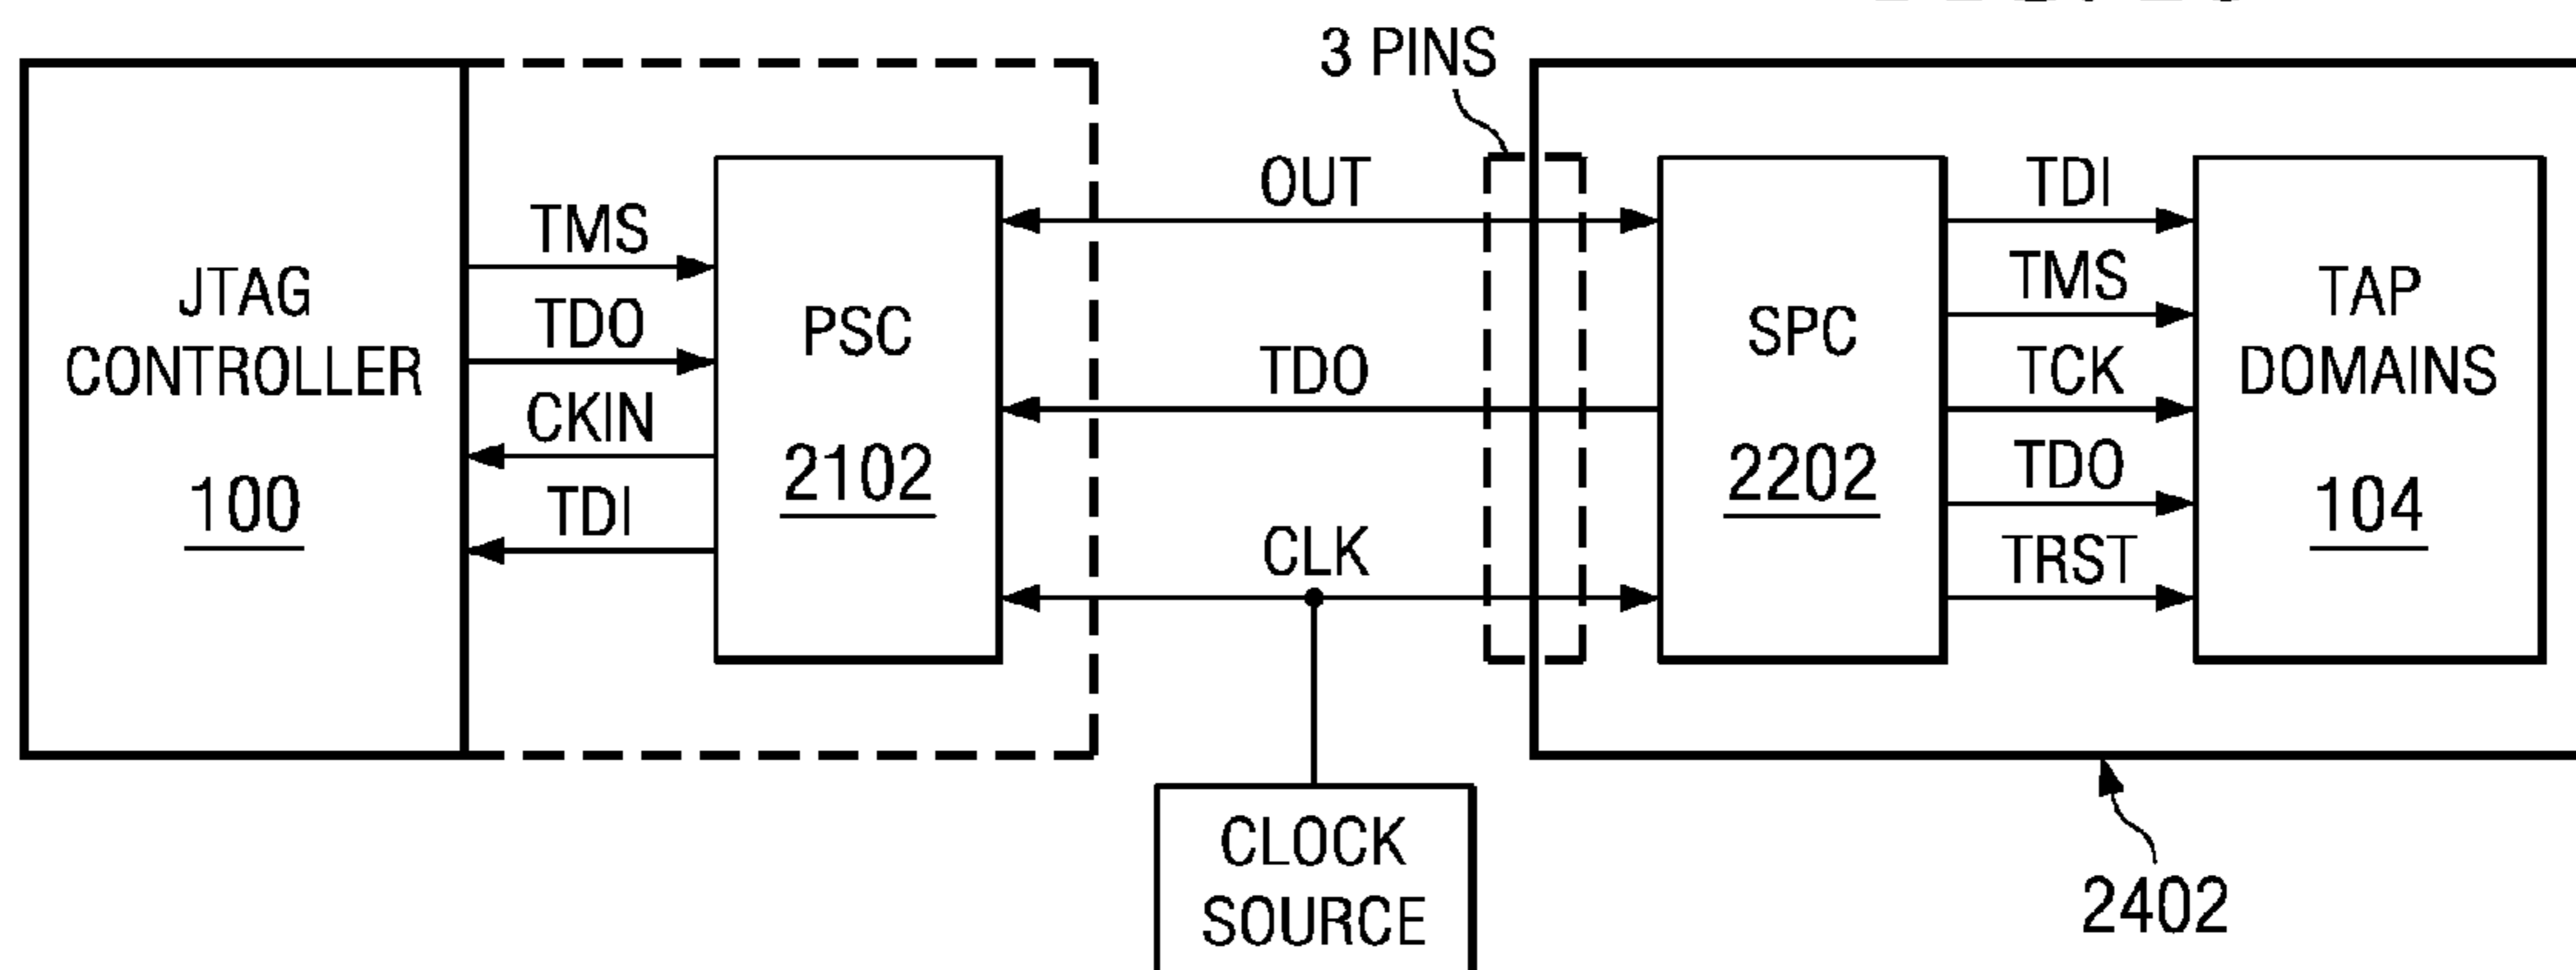 3 PINS
JTAG
CONTROLLER
100
TMS
TDO
CKIN
TDI
PSC
2102
OUT
TDO
CLK
SPC
2202
TDI
TMS
TCK
TDO
TRST
TAP
DOMAINS
104
CLOCK
SOURCE
2402